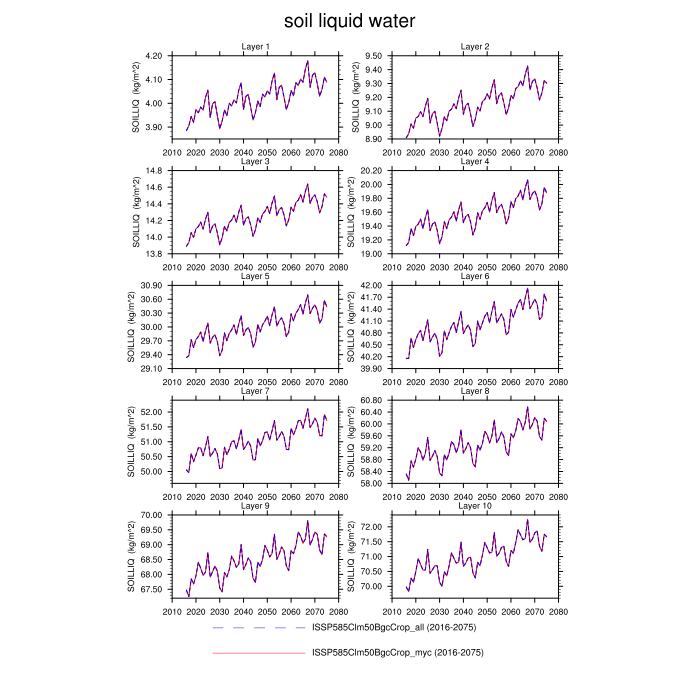 soil liquid water
Layer 1
Layer 2
SOILLIQ (kg/m^2)
4.20
4.10
4.00
3.90
2010 2020 2030 2040 2050 2060 2070 2080
SOILLIQ (kg/m^2)
9.50
9.40
9.30
9.20
9.10
9.00
8.90
2010 2020 2030 2040 2050 2060 2070 2080
Layer 3
Layer 4
SOILLIQ (kg/m^2)
14.8
14.6
14.4
14.2
14.0
13.8
2010 2020 2030 2040 2050 2060 2070 2080
SOILLIQ (kg/m^2)
20.20
20.00
19.80
19.60
19.40
19.20
19.00
2010 2020 2030 2040 2050 2060 2070 2080
Layer 5
Layer 6
SOILLIQ (kg/m^2)
30.90
30.60
30.30
30.00
29.70
29.40
29.10
2010 2020 2030 2040 2050 2060 2070 2080
SOILLIQ (kg/m^2)
42.00
41.70
41.40
41.10
40.80
40.50
40.20
39.90
2010 2020 2030 2040 2050 2060 2070 2080
Layer 7
Layer 8
SOILLIQ (kg/m^2)
52.00
51.50
51.00
50.50
50.00
2010 2020 2030 2040 2050 2060 2070 2080
SOILLIQ (kg/m^2)
60.80
60.40
60.00
59.60
59.20
58.80
58.40
58.00
2010 2020 2030 2040 2050 2060 2070 2080
Layer 9
Layer 10
SOILLIQ (kg/m^2)
70.00
69.50
69.00
68.50
68.00
67.50
2010 2020 2030 2040 2050 2060 2070 2080
SOILLIQ (kg/m^2)
72.00
71.50
71.00
70.50
70.00
2010 2020 2030 2040 2050 2060 2070 2080
ISSP585Clm50BgcCrop_all (2016-2075)
ISSP585Clm50BgcCrop_myc (2016-2075)